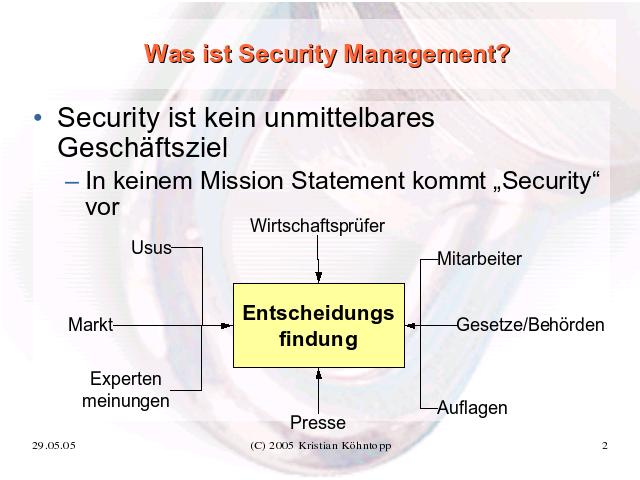 Was ist Security Management?
• Security ist kein unmittelbares
Geschäftsziel
– In keinem Mission Statement kommt „Security“
vor
Wirtschaftsprüfer
Usus
Mitarbeiter
Entscheidungs
findung
Markt
Gesetze/Behörden
Experten
meinungen
Presse
Auflagen
29.05.05
(C) 2005 Kristian Köhntopp
2